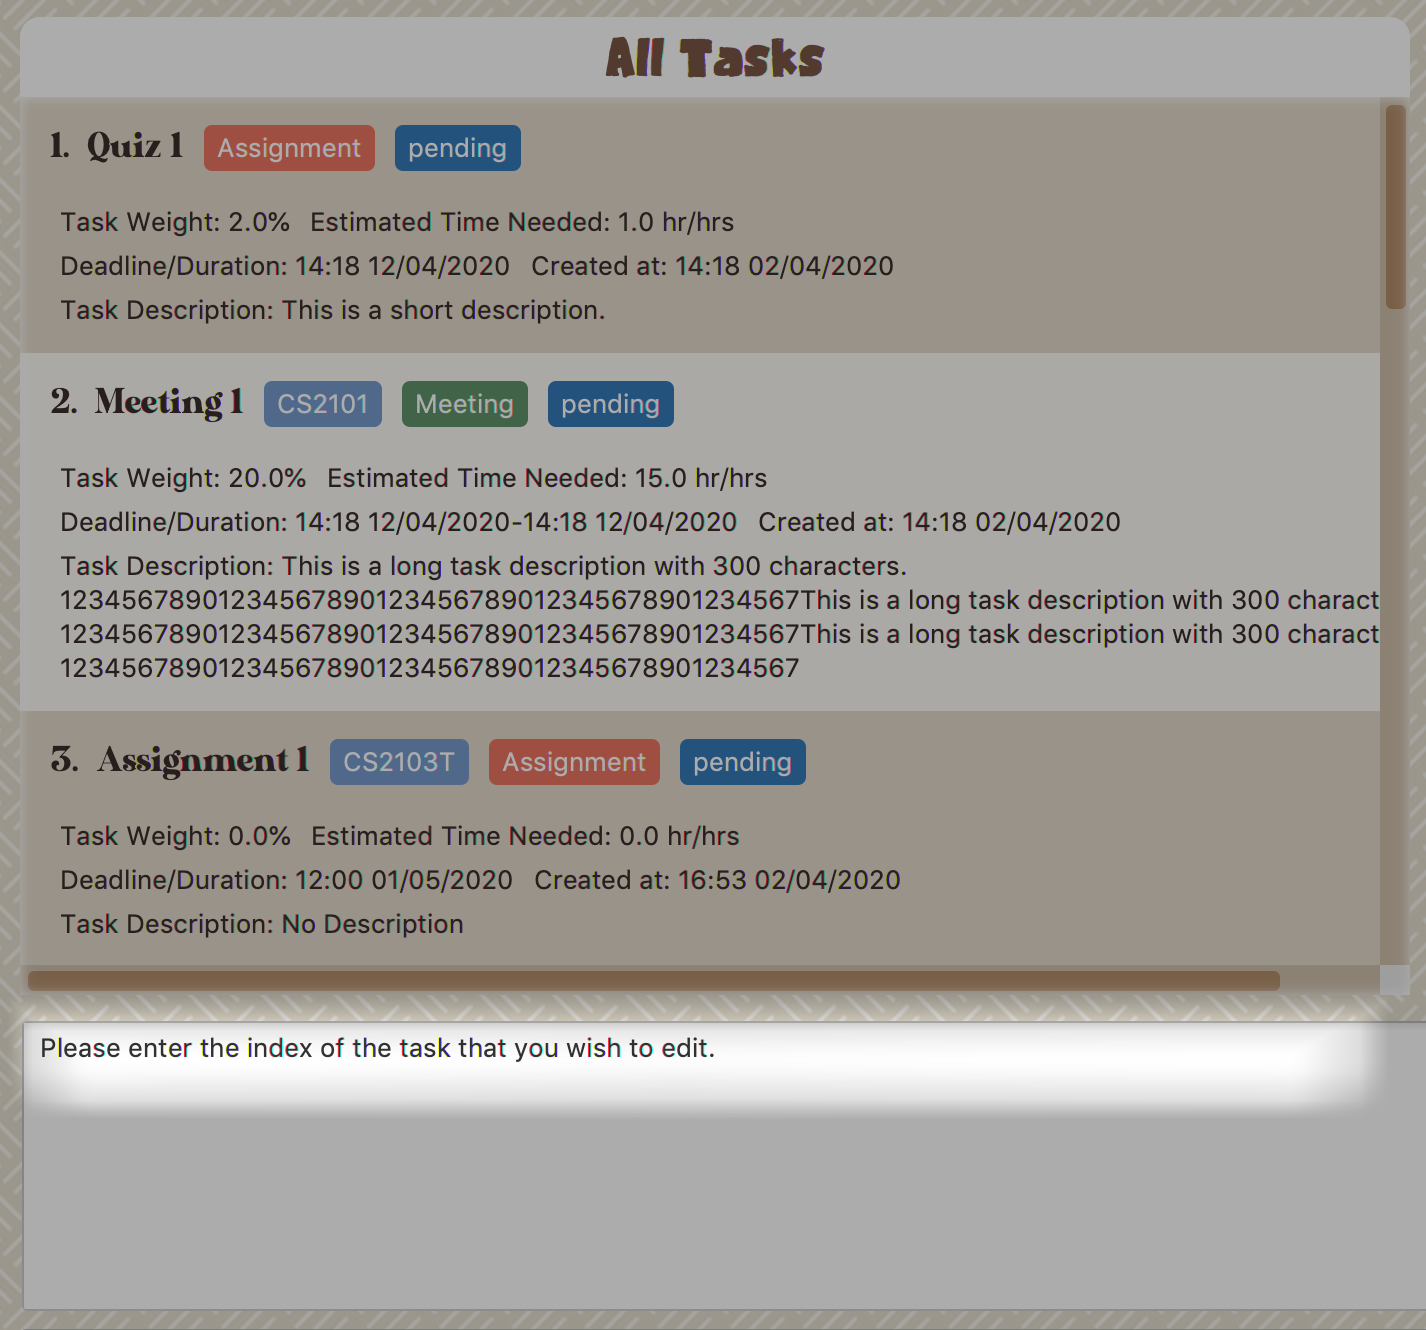 All Tasks
1. Quiz 1 Assignment pending
Task Weight: 2.0% Estimated Time Needed: 1.0 hr/hrs
Deadline/Duration: 14:18 12/04/2020 Created at: 14:18 02/04/2020
Task Description: This is a short description.
2. Meeting 1 CS2101 Meeting pending
Task Weight: 20.0% Estimated Time Needed: 15.0 hr/hrs
Deadline/Duration: 14:18 12/04/2020-14:18 12/04/2020 Created at: 14:18 02/04/2020
Task Description: This is a long task description with 300 characters.
12345678901234567890123456789012345678901234567This is a long task description with 300 charact
12345678901234567890123456789012345678901234567This is a long task description with 300 charact
12345678901234567890123456789012345678901234567
3. Assignment 1 CS2103T Assignment pending
Task Weight: 0.0% Estimated Time Needed: 0.0 hr/hrs
Deadline/Duration: 12:00 01/05/2020 Created at: 16:53 02/04/2020
Task Description: No Description
Please enter the index of the task that you wish to edit.